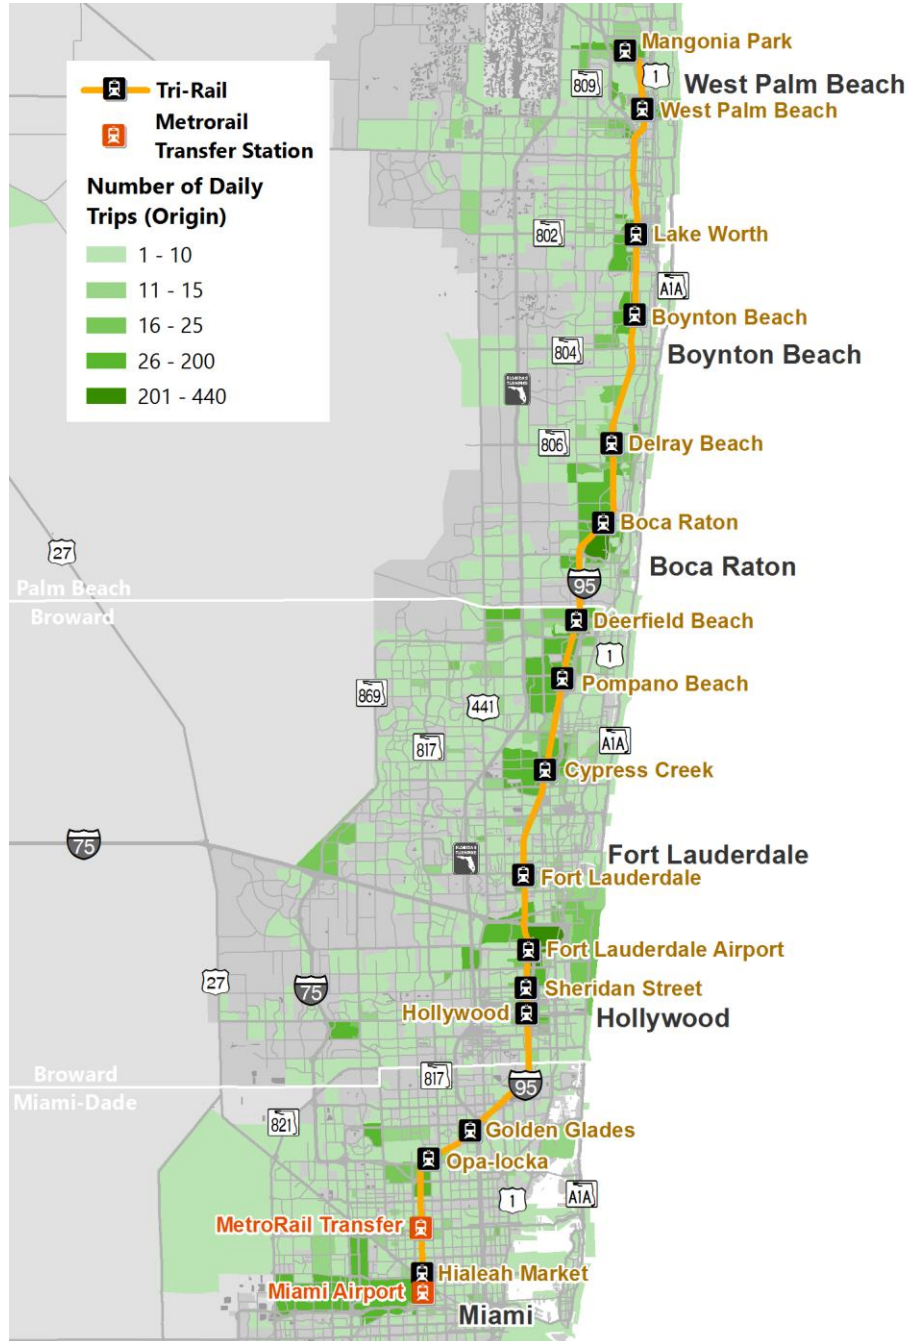 Mangonia Park
1
West Palm Beach
809
West Palm Beach
Tri-Rail
Metrorail
Transfer Station
Number of Daily
Trips (Origin)
1 - 10
11 - 15
16 - 25
26 - 200
201 - 440
802
Lake Worth
A1A
Boynton Beach
804
Boynton Beach
806
Delray Beach
Boca Raton
27
Boca Raton
95
Palm Beach
Broward
Deerfield Beach
1
Pompano Beach
869
441
A1A
817
Cypress Creek
75
Fort Lauderdale
Fort Lauderdale
Fort Lauderdale Airport
27
75
Sheridan Street
Hollywood
Hollywood
Broward
Miami-Dade
817
95
821
Golden Glades
Opa-locka
1
A1A
MetroRail Transfer
Hialeah Market
Miami Airport
Miami